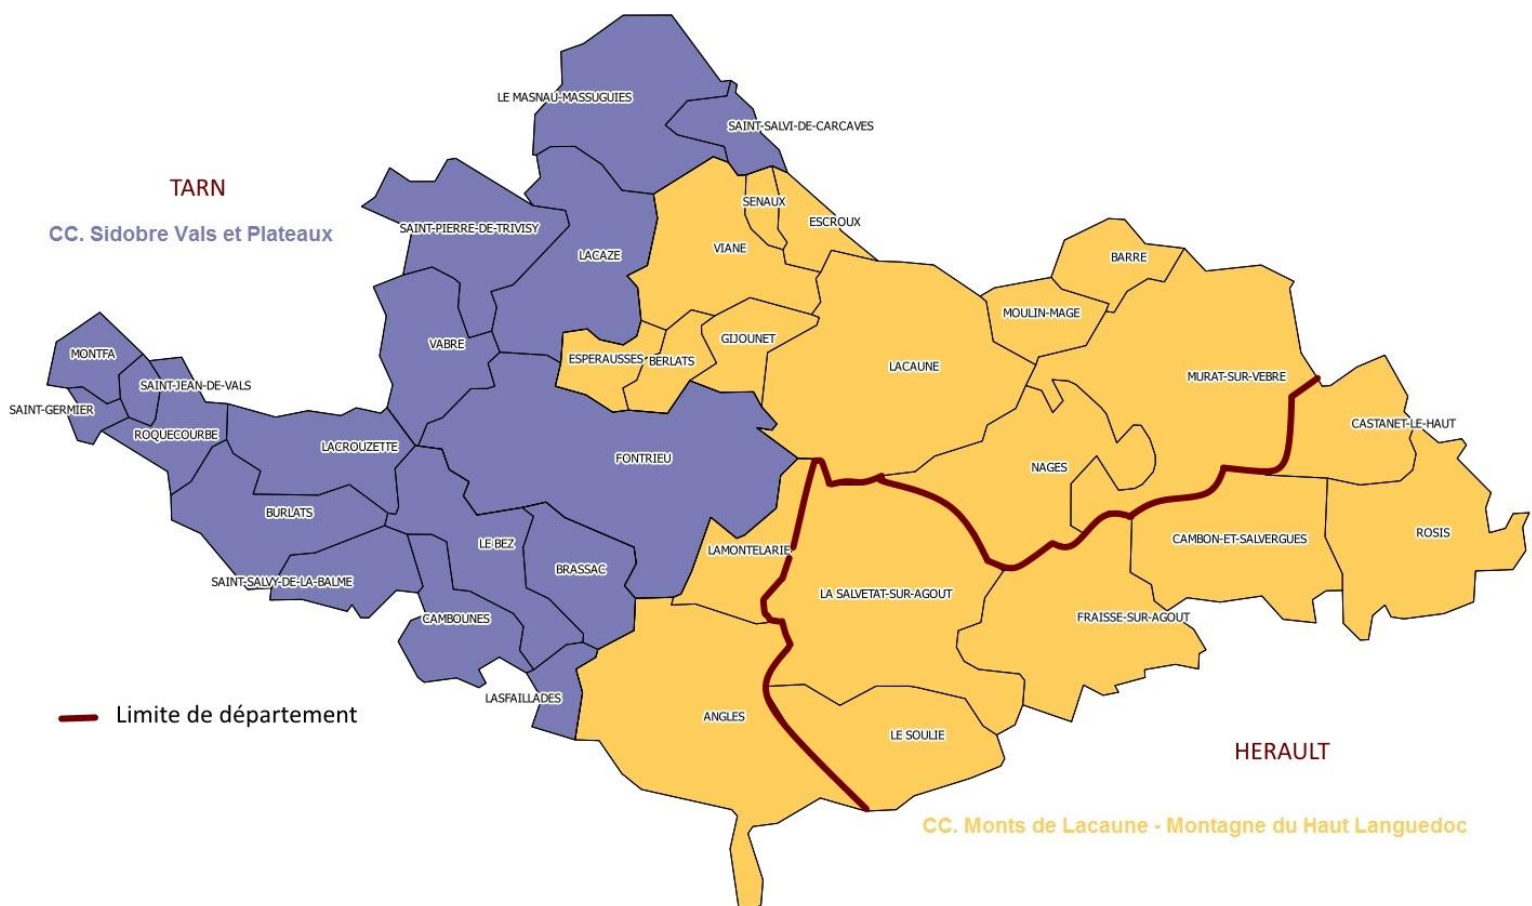 LE MASNAU-MASSUGUIES
SAINT-SALVI-DE-CARCAVES
TARN
CC. Sidobre Vals et Plateaux
SENAUX
ESCROUX
SAINT-PIERRE-DE-TRIVISY
LACAZE
VIANE
BARRE
MOULIN-MAGE
VABRE
MONTFA
ESPERAUSSES
BERLATS
GIJOUNET
LACAUNE
MURAT-SUR-VEBRE
SAINT-JEAN-DE-VALS
SAINT-GERMIER
ROQUECOURBE
LACROUZETTE
FONTRIEU
NAGES
CASTANET-LE-HAUT
BURLATS
LE BEZ
BRASSAC
LAMONTELARIE
CAMBON-ET-SALVERGUES
ROSIS
SAINT-SALVY-DE-LA-BALME
CAMBOUNES
LA SALVETAT-SUR-AGOUT
FRAISSE-SUR-AGOUT
LASFAILLADES
ANGLES
LE SOULIE
Limite de département
HERAULT
CC. Monts de Lacaune - Montagne du Haut Languedoc